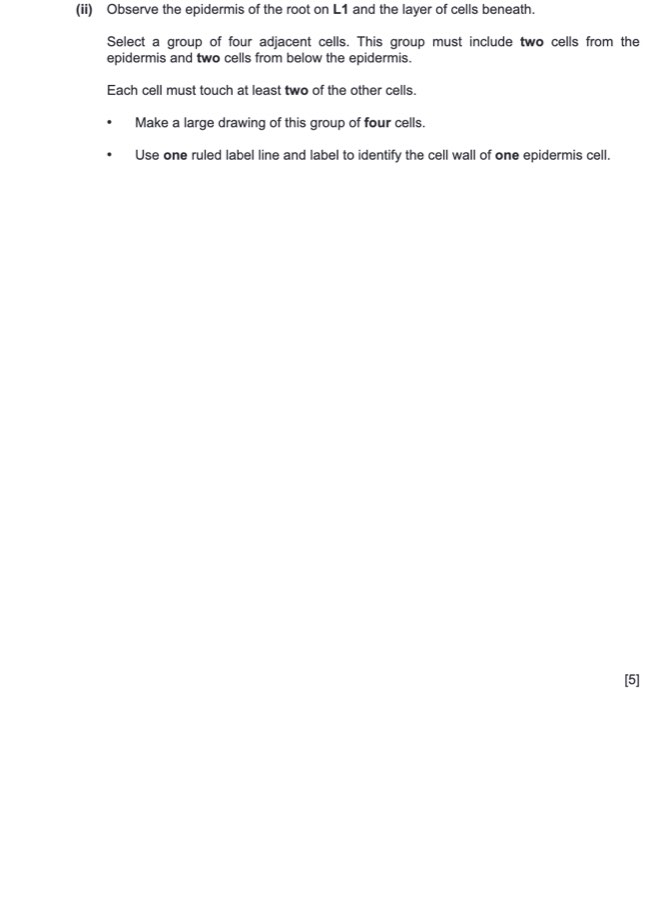 (ii) Observe the epidermis of the root on L1 and the layer of cells beneath.
Select a group of four adjacent cells. This group must include two cells from the
epidermis and two cells from below the epidermis.
Each cell must touch at least two of the other cells.
• Make a large drawing of this group of four cells.
• Use one ruled label line and label to identify the cell wall of one epidermis cell.
[5]